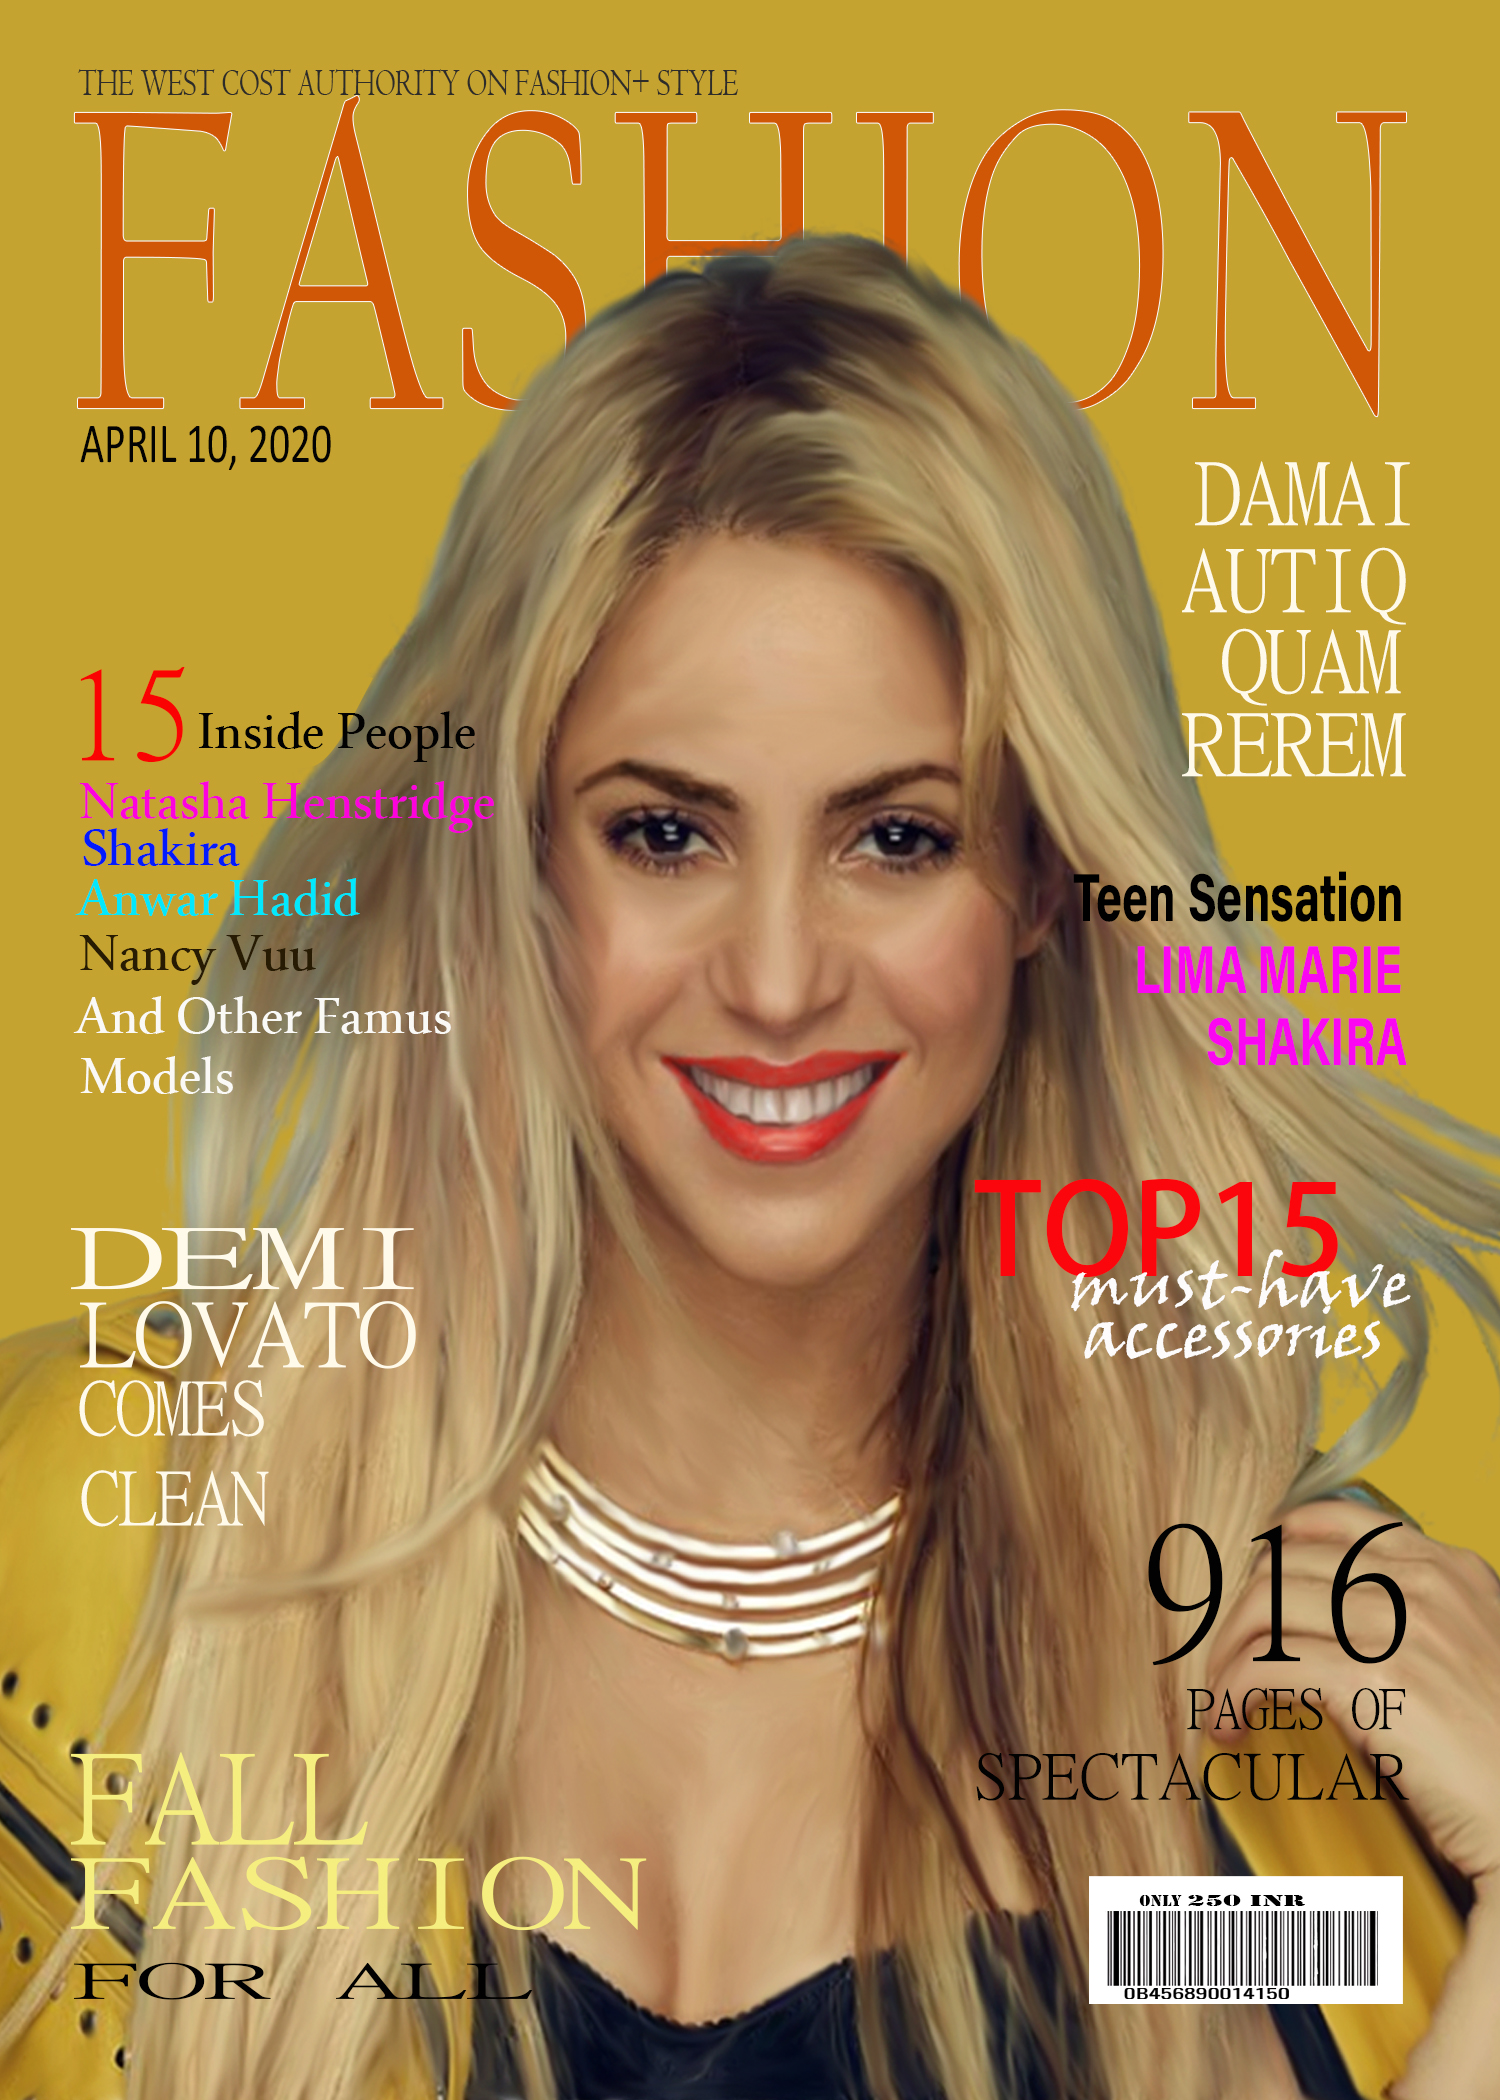 THE WEST COST AUTHORITY ON FASHION+ STYLE
FASHION
APRIL 10, 2020
DAMAI
AUTIQ
QUAM
REREM
15 Inside People
Natasha Henstridge
Shakira
Anwar Hadid
Nancy Vuu
And Other Famus
Models
Teen Sensation
LIMA MARIE
SHAKIRA
TOP15
must-have
accessories
DEMI
LOVATO
COMES
CLEAN
916
PAGES OF
SPECTACULAR
FALL
FASHION
FOR ALL
ONLY 250 INR
0B456890014150